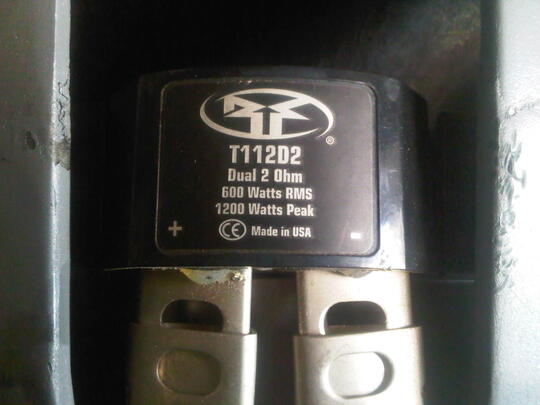 T112D2
Dual 2 Ohm
600 Watts RMS
1200 Watts Peak
+ CE Made in USA -